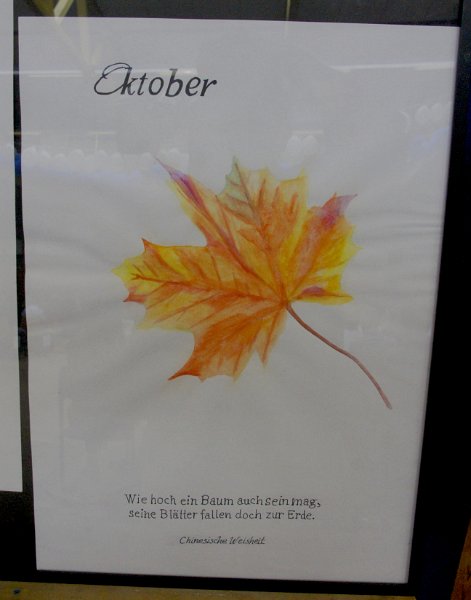 Oktober
Wie hoch ein Baum auch sein mag,
seine Blätter fallen doch zur Erde.
Chinesische Weisheit